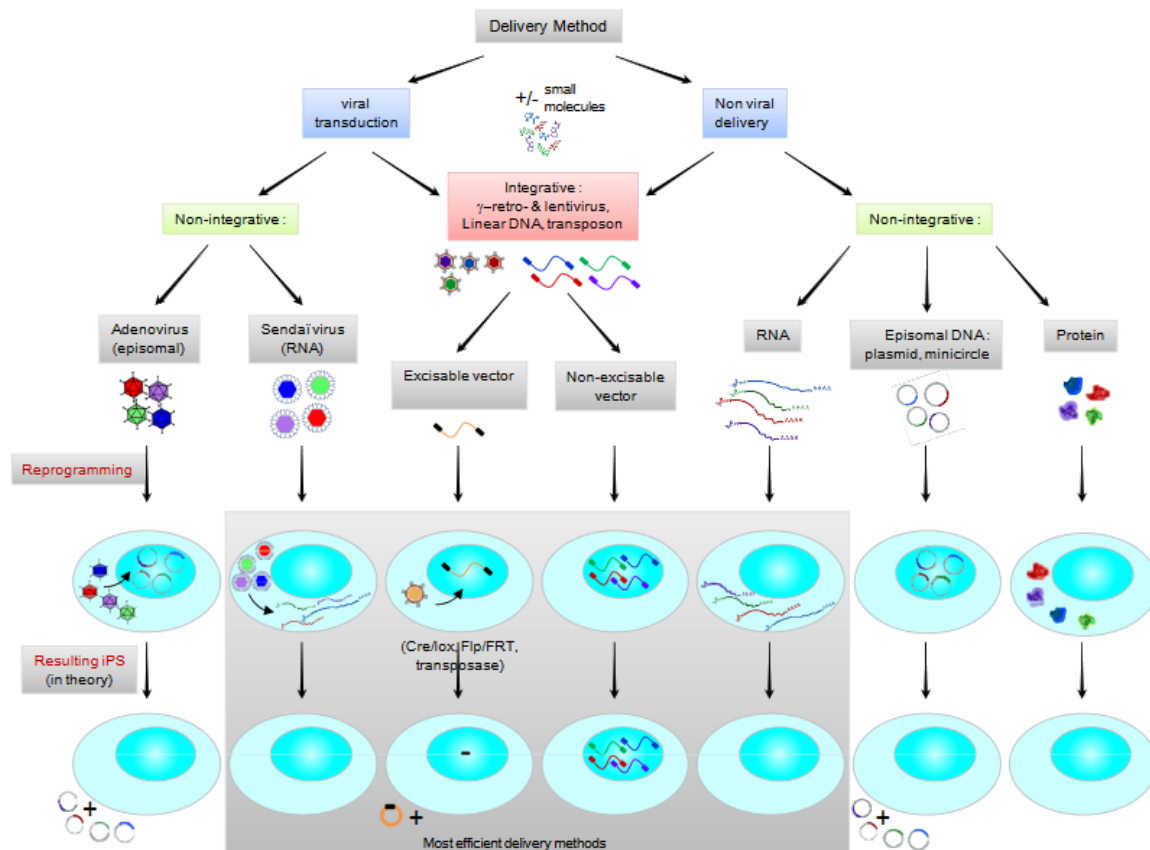 Delivery Method
viral
transduction
+/- small
molecules
Non viral
delivery
Non-integrative :
Integrative :
γ–retro- & lentivirus,
Linear DNA, transposon
Non-integrative :
Adenovirus
(episomal)
Sendaï virus
(RNA)
Excisable vector
Non-excisable
vector
RNA
Episomal DNA :
plasmid, minicircle
Protein
Reprogramming
(Cre/lox, Flp/FRT,
transposase)
Resulting iPS
(in theory)
+
+
+
Most efficient delivery methods